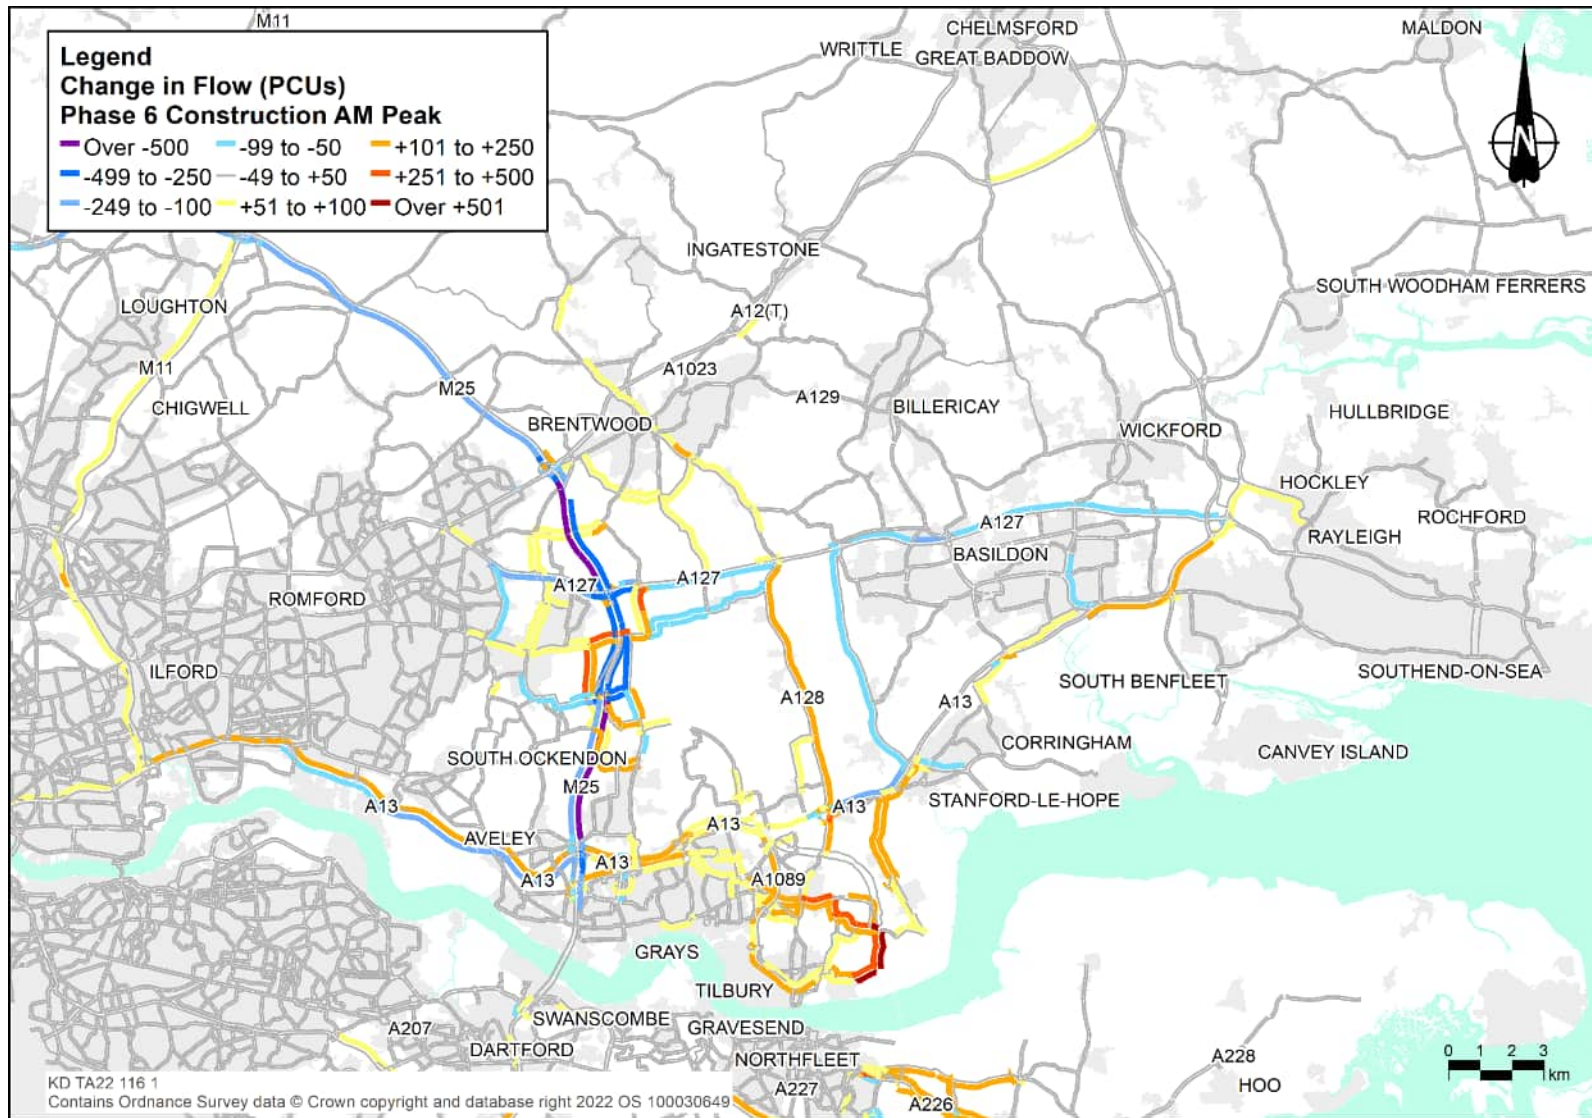 M11
CHELMSFORD
MALDON
WRITTLE
GREAT BADDOW
Legend
Change in Flow (PCUs)
Phase 6 Construction AM Peak
Over -500
-99 to -50
+101 to +250
-499 to -250
-49 to +50
+251 to +500
-249 to -100
+51 to +100
Over +501
N
INGATESTONE
SOUTH WOODHAM FERRERS
LOUGHTON
A12(T)
M11
A1023
M25
CHIGWELL
A129
BILLERICAY
HULLBRIDGE
BRENTWOOD
WICKFORD
HOCKLEY
ROCHFORD
A127
RAYLEIGH
BASILDON
A127
A127
ROMFORD
ILFORD
SOUTHEND-ON-SEA
SOUTH BENFLEET
A128
A13
CORRINGHAM
CANVEY ISLAND
SOUTH OCKENDON
M25
STANFORD-LE-HOPE
A13
A13
A13
AVELEY
A13
A13
A1089
GRAYS
TILBURY
SWANSCOMBE
A207
GRAVESEND
DARTFORD
NORTHFLEET
A228
HOO
A227
A226
0 1 2 3
km
KD TA22 116 1
Contains Ordnance Survey data © Crown copyright and database right 2022 OS 100030649